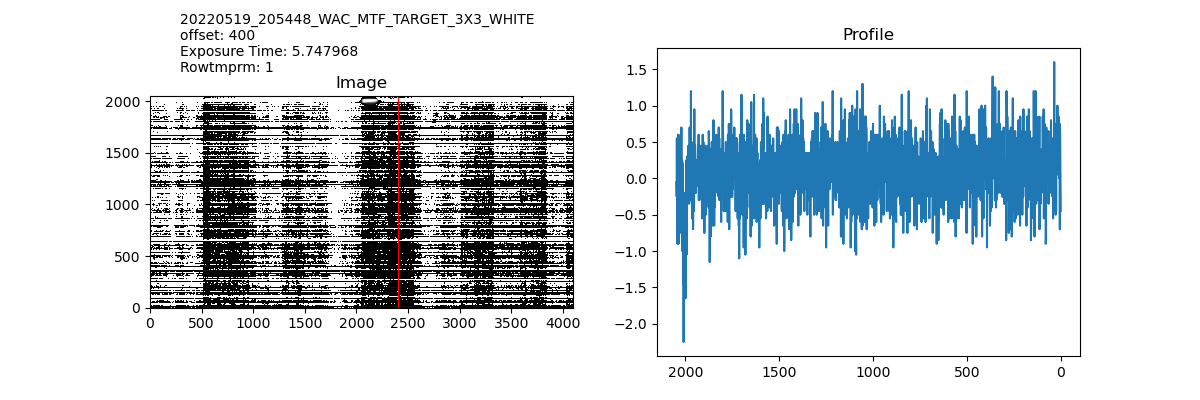 20220519_205448_WAC_MTF_TARGET_3X3_WHITE
offset: 400
Exposure Time: 5.747968
Rowtmprm: 1
Image
2000
1500
1000
500
0
0 500 1000 1500 2000 2500 3000 3500 4000
Profile
1.5
1.0
0.5
0.0
−0.5
−1.0
−1.5
−2.0
2000 1500 1000 500 0